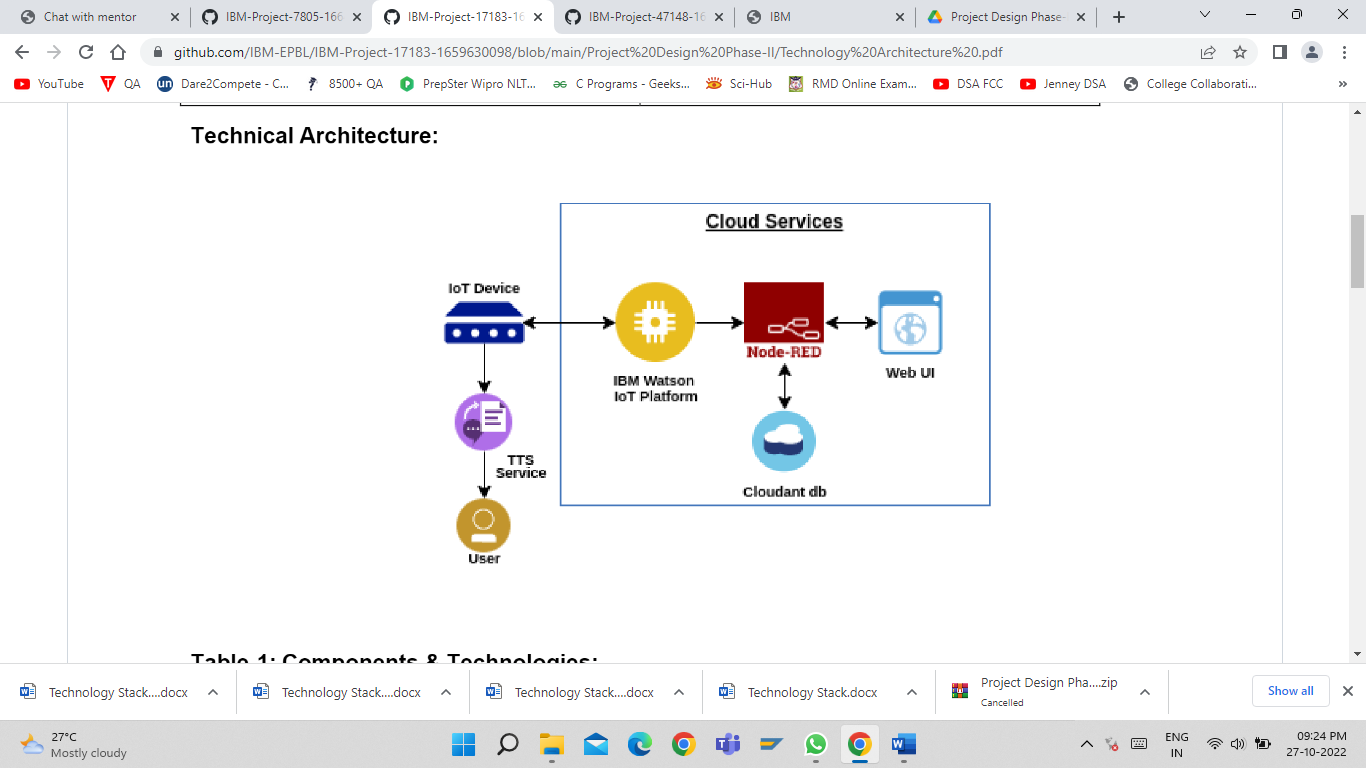 Chat with mentor
IBM-Project-7805-166
IBM-Project-17183-16
IBM-Project-47148-16
IBM
Project Design Phase-
github.com/IBM-EPBL/IBM-Project-17183-1659630098/blob/main/Project%20Design%20Phase-II/Technology%20Architecture%20.pdf
YouTube
QA
un
Dare2Compete - C...
8500+ QA
PrepSter Wipro NLT...
C Programs - Geeks...
Sci-Hub
RMD Online Exam...
DSA FCC
Jenney DSA
College Collaborati...
Technical Architecture:
Cloud Services
IoT Device
Node-RED
Web UI
IBM Watson
IoT Platform
TTS
Service
Cloudant db
User
Table-1: Components & Technologies:
Technology Stack....docx
Technology Stack....docx
Technology Stack....docx
Technology Stack.docx
Project Design Pha....zip
Cancelled
Show all
27°C
Mostly cloudy
ENG
IN
09:24 PM
27-10-2022